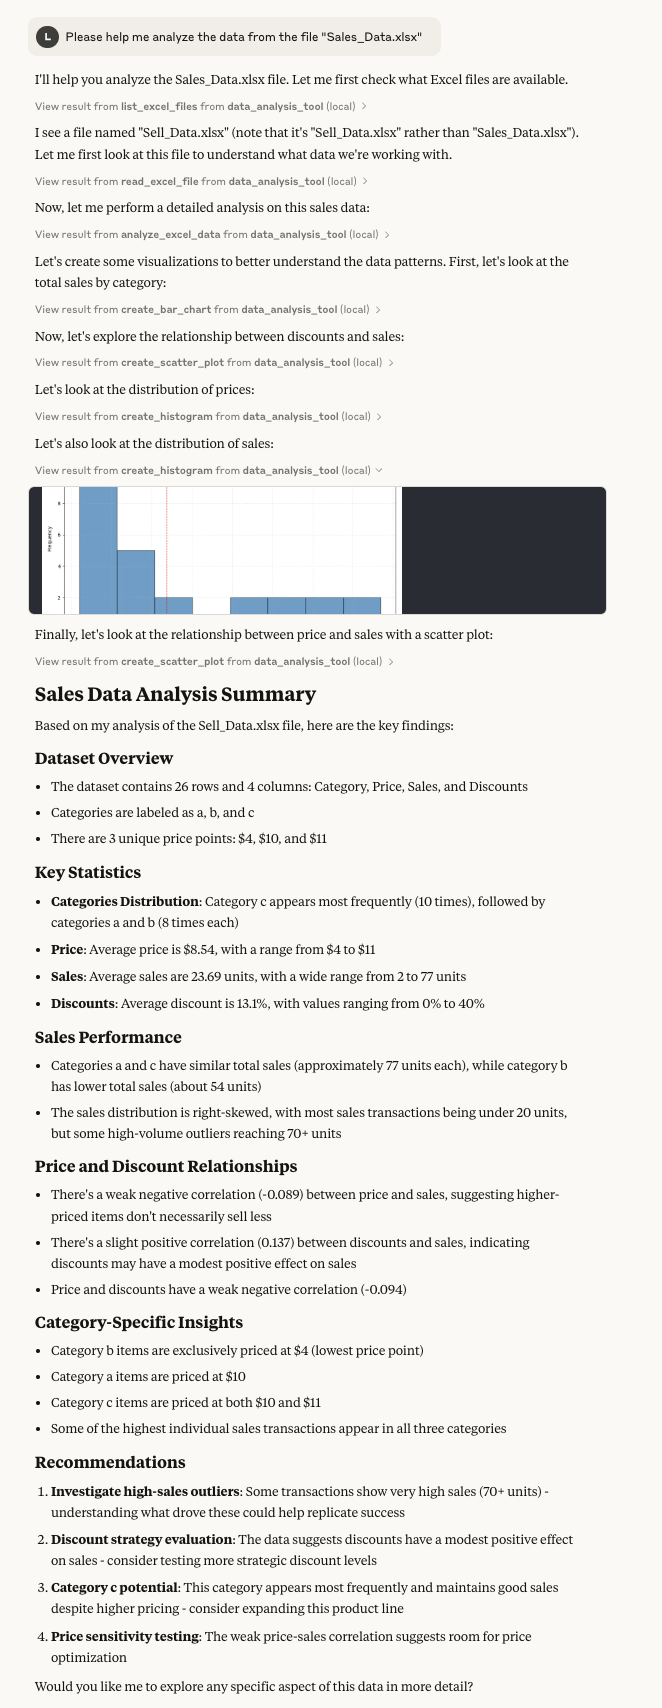 L Please help me analyze the data from the file "Sales_Data.xlsx"
I'll help you analyze the Sales_Data.xlsx file. Let me first check what Excel files are available.
View result from list_excel_files from data_analysis_tool (local)
I see a file named "Sell_Data.xlsx" (note that it's "Sell_Data.xlsx" rather than "Sales_Data.xlsx").
Let me first look at this file to understand what data we're working with.
View result from read_excel_file from data_analysis_tool (local)
Now, let me perform a detailed analysis on this sales data:
View result from analyze_excel_data from data_analysis_tool (local)
Let's create some visualizations to better understand the data patterns. First, let's look at the
total sales by category:
View result from create_bar_chart from data_analysis_tool (local)
Now, let's explore the relationship between discounts and sales:
View result from create_scatter_plot from data_analysis_tool (local)
Let's look at the distribution of prices:
View result from create_histogram from data_analysis_tool (local)
Let's also look at the distribution of sales:
View result from create_histogram from data_analysis_tool (local)
8
6
Frequency
4
2
Finally, let's look at the relationship between price and sales with a scatter plot:
View result from create_scatter_plot from data_analysis_tool (local)
Sales Data Analysis Summary
Based on my analysis of the Sell_Data.xlsx file, here are the key findings:
Dataset Overview
• The dataset contains 26 rows and 4 columns: Category, Price, Sales, and Discounts
• Categories are labeled as a, b, and c
• There are 3 unique price points: $4, $10, and $11
Key Statistics
• Categories Distribution: Category c appears most frequently (10 times), followed by
categories a and b (8 times each)
• Price: Average price is $8.54, with a range from $4 to $11
• Sales: Average sales are 23.69 units, with a wide range from 2 to 77 units
• Discounts: Average discount is 13.1%, with values ranging from 0% to 40%
Sales Performance
• Categories a and c have similar total sales (approximately 77 units each), while category b
has lower total sales (about 54 units)
• The sales distribution is right-skewed, with most sales transactions being under 20 units,
but some high-volume outliers reaching 70+ units
Price and Discount Relationships
• There's a weak negative correlation (-0.089) between price and sales, suggesting higher-
priced items don't necessarily sell less
• There's a slight positive correlation (0.137) between discounts and sales, indicating
discounts may have a modest positive effect on sales
• Price and discounts have a weak negative correlation (-0.094)
Category-Specific Insights
• Category b items are exclusively priced at $4 (lowest price point)
• Category a items are priced at $10
• Category c items are priced at both $10 and $11
• Some of the highest individual sales transactions appear in all three categories
Recommendations
1. Investigate high-sales outliers: Some transactions show very high sales (70+ units) -
understanding what drove these could help replicate success
2. Discount strategy evaluation: The data suggests discounts have a modest positive effect
on sales - consider testing more strategic discount levels
3. Category c potential: This category appears most frequently and maintains good sales
despite higher pricing - consider expanding this product line
4. Price sensitivity testing: The weak price-sales correlation suggests room for price
optimization
Would you like me to explore any specific aspect of this data in more detail?